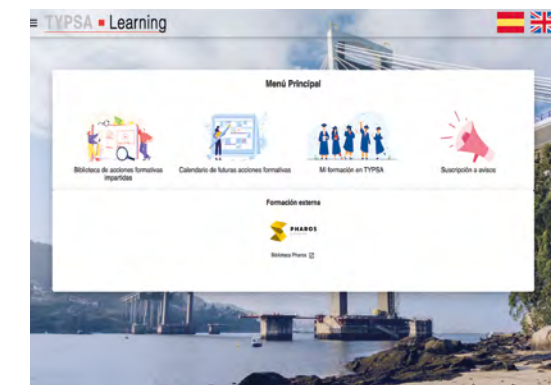 ≡ TYPSA ▪ Learning
Menú Principal
Biblioteca de acciones formativas impartidas
Calendario de futuras acciones formativas
Mi formación en TYPSA
Suscripción a avisos
Formación externa
PHAROS
Biblioteca Pharos